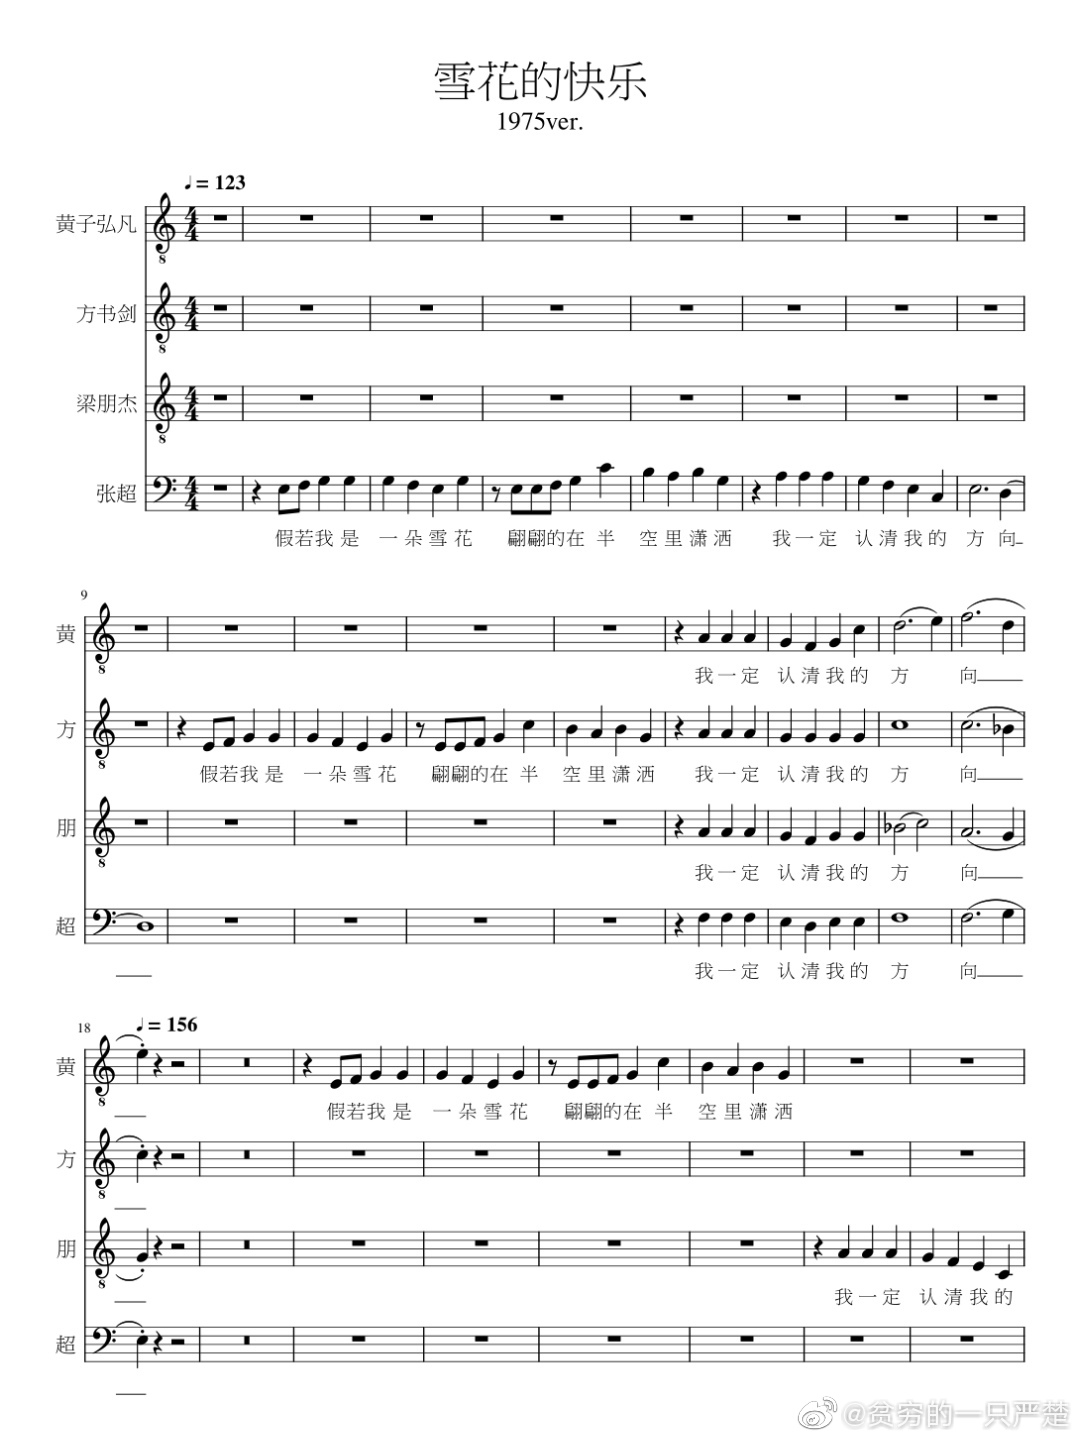 雪花的快乐
1975ver.
♩= 123
黄子弘凡
方书剑
梁朋杰
张超
假若我是 一朵雪花 翩翩的在半 空里潇洒 我一定 认清我的 方向
9
黄
我一定 认清我的 方 向
方
假若我是 一朵雪花 翩翩的在半 空里潇洒 我一定 认清我的 方 向
朋
我一定 认清我的 方 向
超
我一定 认清我的 方 向
18
♩= 156
黄
假若我是 一朵雪花 翩翩的在半 空里潇洒
方
朋
我一定 认清我的
超
@贫穷的一只严楚